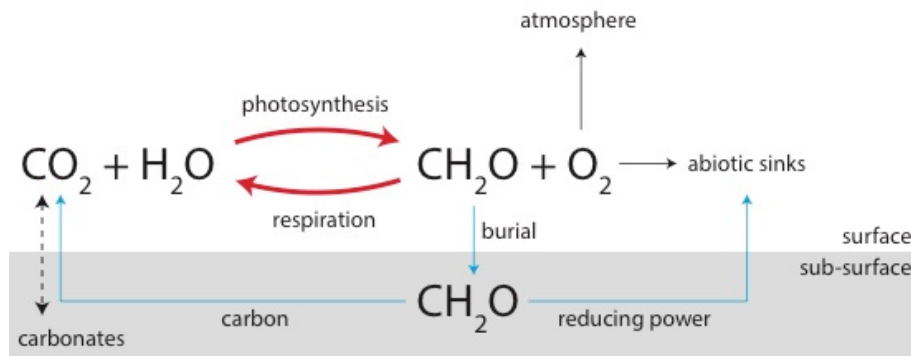 atmosphere
photosynthesis
CO₂ + H₂O CH₂O + O₂ abiotic sinks
respiration
burial
surface
sub-surface
CH₂O
carbon reducing power
carbonates